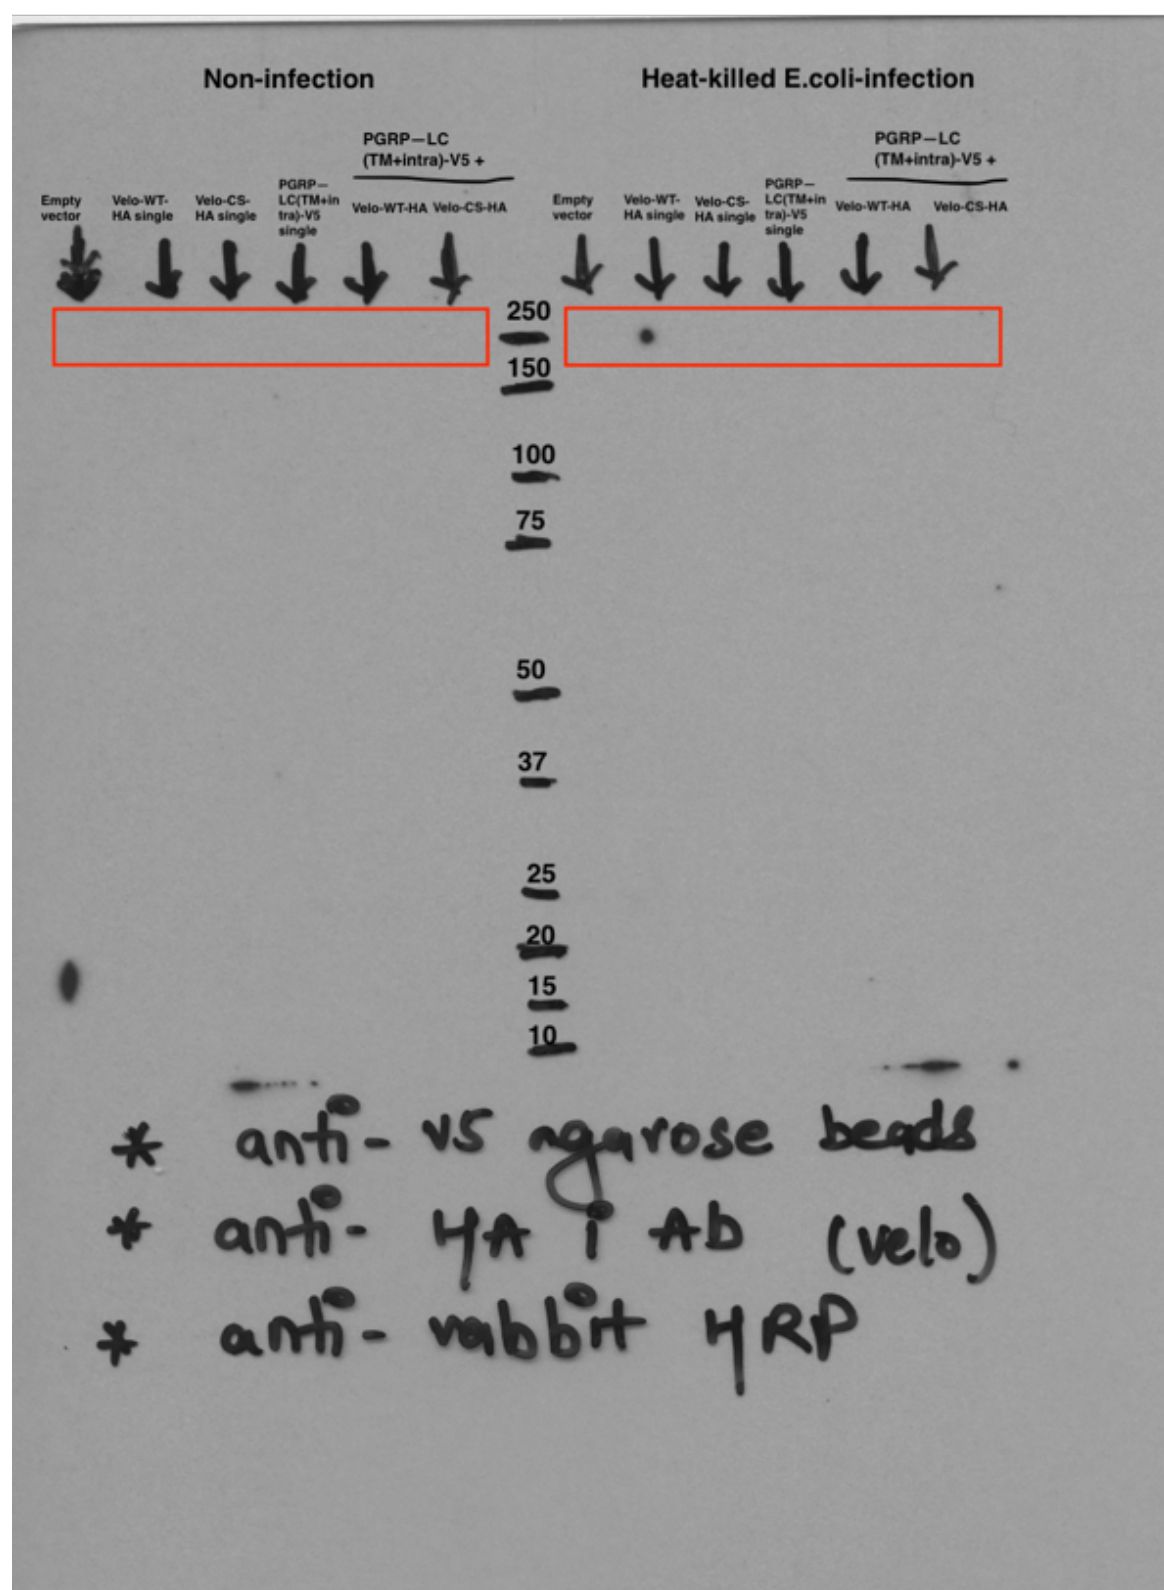 Non-infection
Heat-killed E.coli-infection
PGRP—LC
(TM+intra)-V5 +
PGRP—LC
(TM+intra)-V5 +
Empty
vector
Velo-WT-
HA single
Velo-CS-
HA single
PGRP—
LC(TM+in
tra)-V5
single
Velo-WT-HA
Velo-CS-HA
Empty
vector
Velo-WT-
HA single
Velo-CS-
HA single
PGRP—
LC(TM+in
tra)-V5
single
Velo-WT-HA
Velo-CS-HA
250
150
100
75
50
37
25
20
15
10
* anti- V5 agarose beads
* anti- HA i Ab (velo)
* anti- rabbit HRP